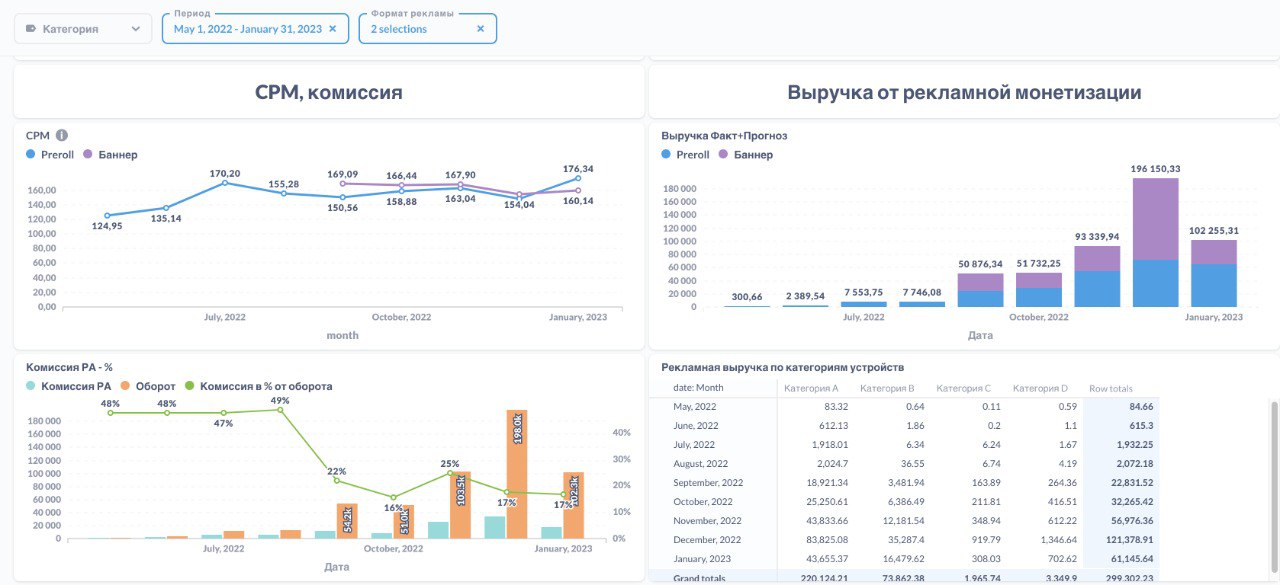 Категория
Период
May 1, 2022 - January 31, 2023 ×
Формат рекламы
2 selections ×
CPM, комиссия
Выручка от рекламной монетизации
CPM
Preroll Баннер
160,00
140,00
120,00
100,00
80,00
60,00
40,00
20,00
0,00
124,95
135,14
170,20
155,28
169,09
150,56
166,44
158,88
167,90
163,04
154,04
176,34
160,14
July, 2022
October, 2022
January, 2023
month
Выручка Факт+Прогноз
Preroll Баннер
180 000
160 000
140 000
120 000
100 000
80 000
60 000
40 000
20 000
0
300,66
2 389,54
7 553,75
7 746,08
50 876,34
51 732,25
93 339,94
196 150,33
102 255,31
July, 2022
October, 2022
January, 2023
Дата
Комиссия РА - %
Комиссия РА Оборот Комиссия в % от оборота
180 000
160 000
140 000
120 000
100 000
80 000
60 000
40 000
20 000
0
48%
48%
47%
49%
22%
16%
25%
17%
17%
54.2k
103.5k
198.0k
102.3k
40%
30%
20%
10%
0%
July, 2022
October, 2022
January, 2023
Дата
Рекламная выручка по категориям устройств
date: Month Категория A Категория B Категория C Категория D Row totals
May, 2022 83.32 0.64 0.11 0.59 84.66
June, 2022 612.13 1.86 0.2 1.1 615.3
July, 2022 1,918.01 6.34 6.24 1.67 1,932.25
August, 2022 2,024.7 36.55 6.74 4.19 2,072.18
September, 2022 18,921.34 3,481.94 163.89 264.36 22,831.52
October, 2022 25,250.61 6,386.49 211.81 416.51 32,265.42
November, 2022 43,833.66 12,181.54 348.94 612.22 56,976.36
December, 2022 83,825.08 35,287.4 919.79 1,346.64 121,378.91
January, 2023 43,655.37 16,479.62 308.03 702.62 61,145.64
Grand totals 220,124.21 73,862.38 1,965.74 3,349.9 299,302.23